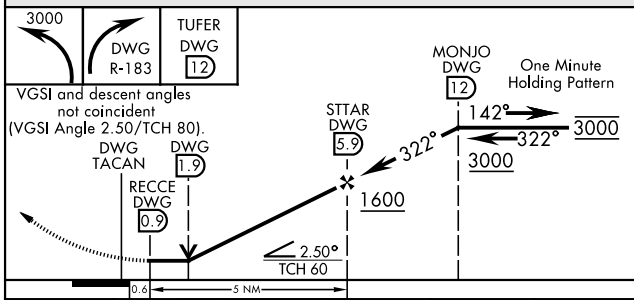 3000
DWG
R-183
TUFER
DWG
12
VGSI and descent angles
not coincident
(VGSI Angle 2.50/TCH 80).
MONJO
DWG
12
One Minute
Holding Pattern
142°
322°
3000
3000
STTAR
DWG
5.9
322°
1600
DWG
TACAN
DWG
1.9
RECCE
DWG
0.9
2.50°
TCH 60
0.6
5 NM